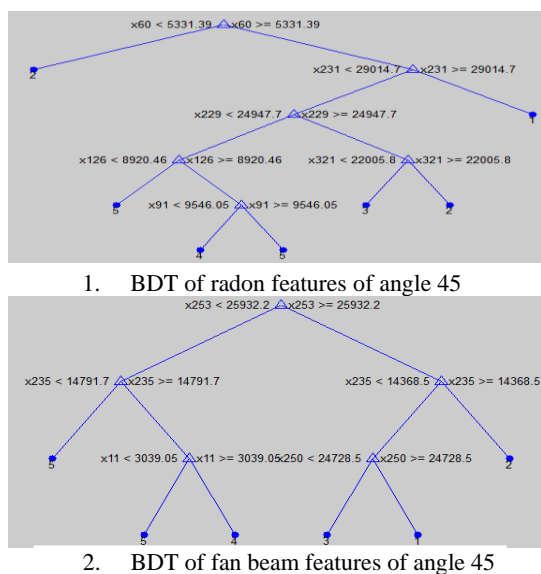 x60 < 5331.39 x60 >= 5331.39
2
x231 < 29014.7 x231 >= 29014.7
x229 < 24947.7 x229 >= 24947.7
1
x126 < 8920.46 x126 >= 8920.46 x321 < 22005.8 x321 >= 22005.8
5 x91 < 9546.05 x91 >= 9546.05 3 2
4 5
1. BDT of radon features of angle 45
x253 < 25932.2 x253 >= 25932.2
x235 < 14791.7 x235 >= 14791.7 x235 < 14368.5 x235 >= 14368.5
5 x11 < 3039.05 x11 >= 3039.05 x250 < 24728.5 x250 >= 24728.5 2
5 4 3 1
2. BDT of fan beam features of angle 45